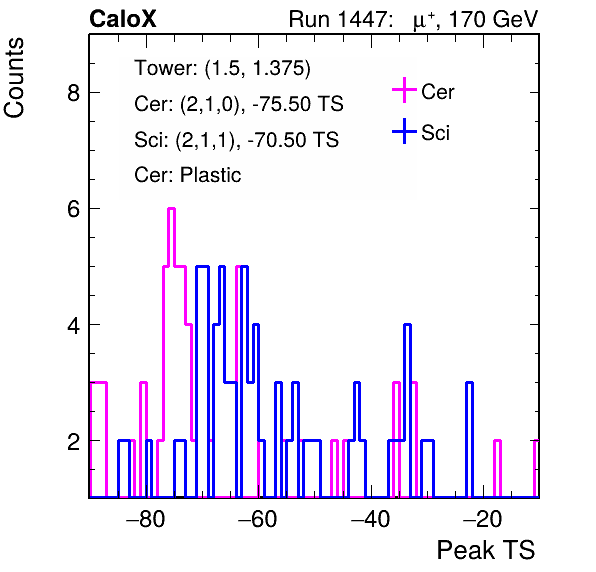 CaloX Run 1447: μ⁺, 170 GeV
Counts
Tower: (1.5, 1.375)
Cer: (2,1,0), -75.50 TS
Sci: (2,1,1), -70.50 TS
Cer: Plastic
Cer
Sci
8
6
4
2
−80 −60 −40 −20
Peak TS